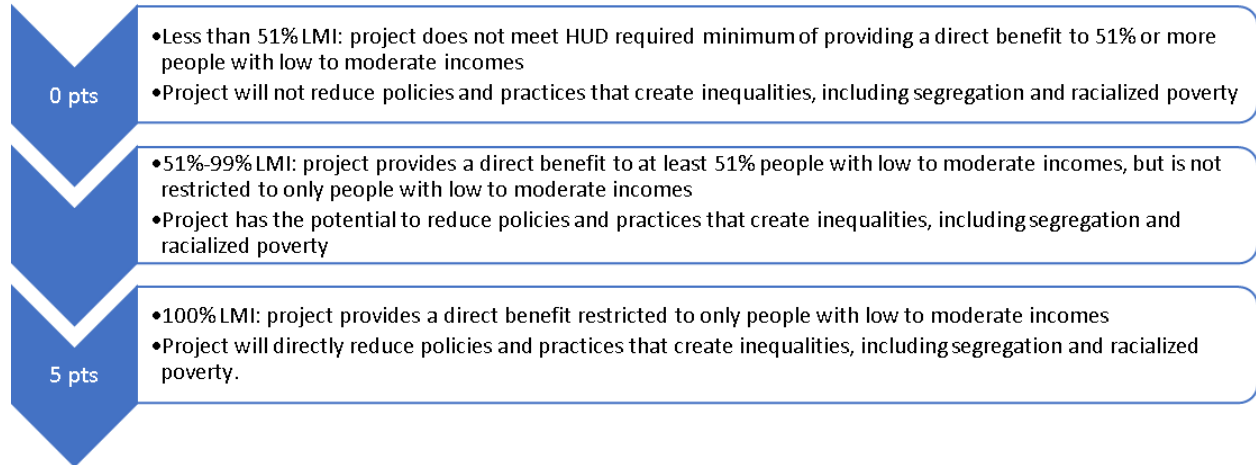 •Less than 51% LMI: project does not meet HUD required minimum of providing a direct benefit to 51% or more
people with low to moderate incomes
0 pts
•Project will not reduce policies and practices that create inequalities, including segregation and racialized poverty
•51%-99% LMI: project provides a direct benefit to at least 51% people with low to moderate incomes, but is not
restricted to only people with low to moderate incomes
•Project has the potential to reduce policies and practices that create inequalities, including segregation and
racialized poverty
•100% LMI: project provides a direct benefit restricted to only people with low to moderate incomes
•Project will directly reduce policies and practices that create inequalities, including segregation and racialized
5 pts
poverty.